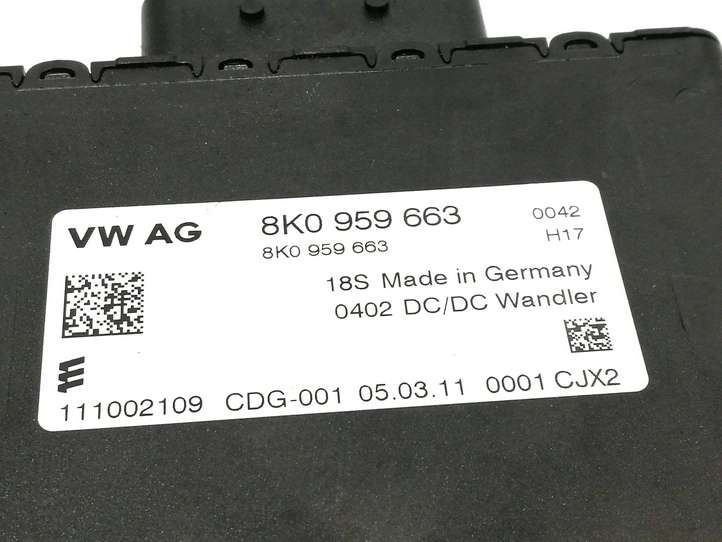 VW AG 8K0 959 663 0042
8K0 959 663 H17
18S Made in Germany
0402 DC/DC Wandler
111002109 CDG-001 05.03.11 0001 CJX2